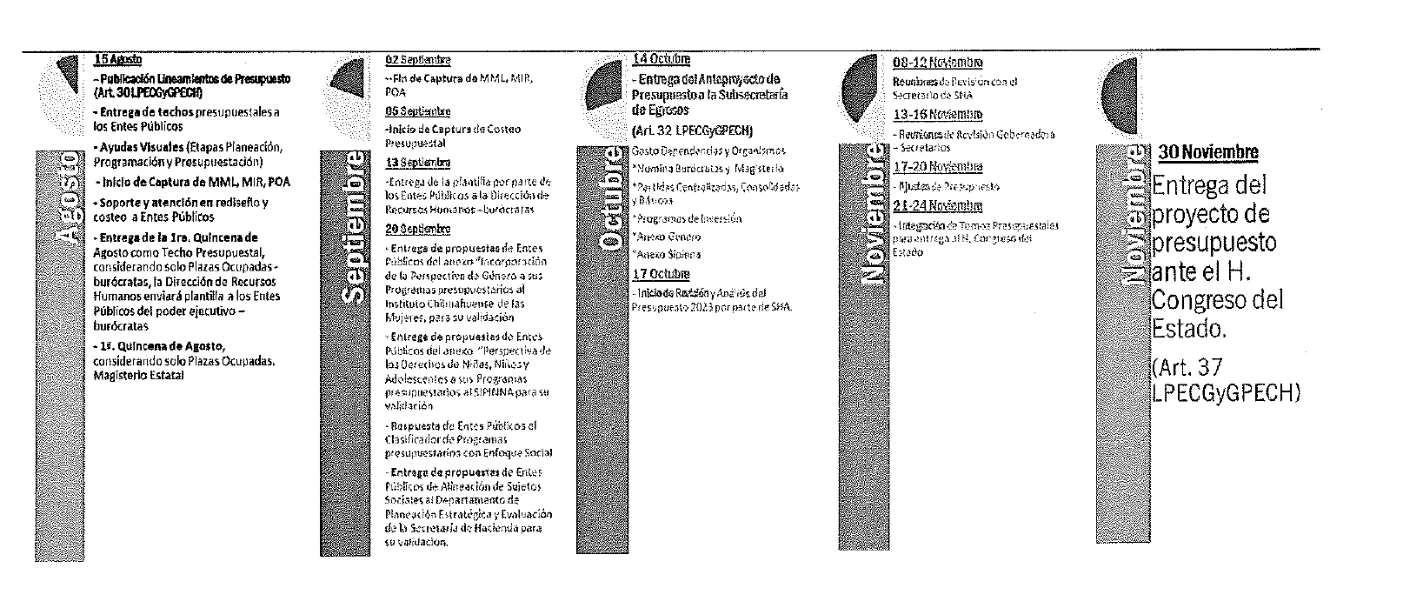 Agosto
15 Agosto
- Publicación Lineamientos de Presupuesto
(Art. 30 LPECGyGPECH)
- Entrega de techos presupuestales a
los Entes Públicos
- Ayudas Visuales (Etapas Planeación,
Programación y Presupuestación)
- Inicio de Captura de MML, MIR, POA
- Soporte y atención en rediseño y
costeo a Entes Públicos
- Entrega de la 1ra. Quincena de
Agosto como Techo Presupuestal,
considerando solo Plazas Ocupadas -
burócratas, la Dirección de Recursos
Humanos enviará plantilla a los Entes
Públicos del poder ejecutivo –
burócratas
- 1ª. Quincena de Agosto,
considerando solo Plazas Ocupadas.
Magisterio Estatal
Septiembre
02 Septiembre
--Fin de Captura de MML, MIR,
POA
05 Septiembre
-Inicio de Captura de Costeo
Presupuestal
13 Septiembre
-Entrega de la plantilla por parte de
los Entes Públicos a la Dirección de
Recursos Humanos –burócratas
20 Septiembre
- Entrega de propuestas de Entes
Públicos del anexo "Incorporación
de la Perspectiva de Género a sus
Programas presupuestarios al
Instituto Chihuahuense de las
Mujeres, para su validación
- Entrega de propuestas de Entes
Públicos del anexo "Perspectiva de
los Derechos de Niñas, Niños y
Adolescentes a sus Programas
presupuestarios al SIPINNA para su
validación
- Respuesta de Entes Públicos al
Clasificador de Programas
presupuestarios con Enfoque Social
- Entrega de propuestas de Entes
Públicos de Alineación de Sujetos
Sociales al Departamento de
Planeación Estratégica y Evaluación
de la Secretaría de Hacienda para
su validación.
Octubre
14 Octubre
- Entrega del Anteproyecto de
Presupuesto a la Subsecretaría
de Egresos
(Art. 32 LPECGyGPECH)
Gasto Dependencias y Organismos
*Nomina Burócratas y Magisterio
*Partidas Centralizadas, Consolidadas
y Básicos
*Programas de Inversión
*Anexo Genero
*Anexo Sipinna
17 Octubre
- Inicio de Revisión y Análisis del
Presupuesto 2023 por parte de SHA.
Noviembre
08-12 Noviembre
Reuniones de Revisión con el
Secretario de SHA
13-16 Noviembre
- Reuniones de Revisión Gobernadora
– Secretarios
17-20 Noviembre
- Ajustes de Presupuesto
21-24 Noviembre
- Integración de Tomos Presupuestales
para entrega al H. Congreso del
Estado
Noviembre
30 Noviembre
Entrega del
proyecto de
presupuesto
ante el H.
Congreso del
Estado.
(Art. 37
LPECGyGPECH)